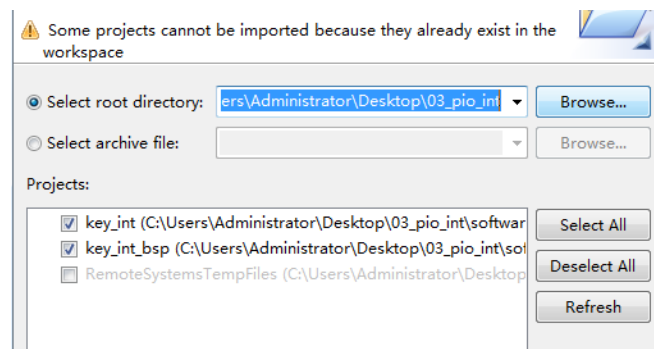 Some projects cannot be imported because they already exist in the
workspace
Select root directory:
ers\Administrator\Desktop\03_pio_int
Browse...
Select archive file:
Browse...
Projects:
key_int (C:\Users\Administrator\Desktop\03_pio_int\softwar
Select All
key_int_bsp (C:\Users\Administrator\Desktop\03_pio_int\sof
Deselect All
RemoteSystemsTempFiles (C:\Users\Administrator\Desktop
Refresh